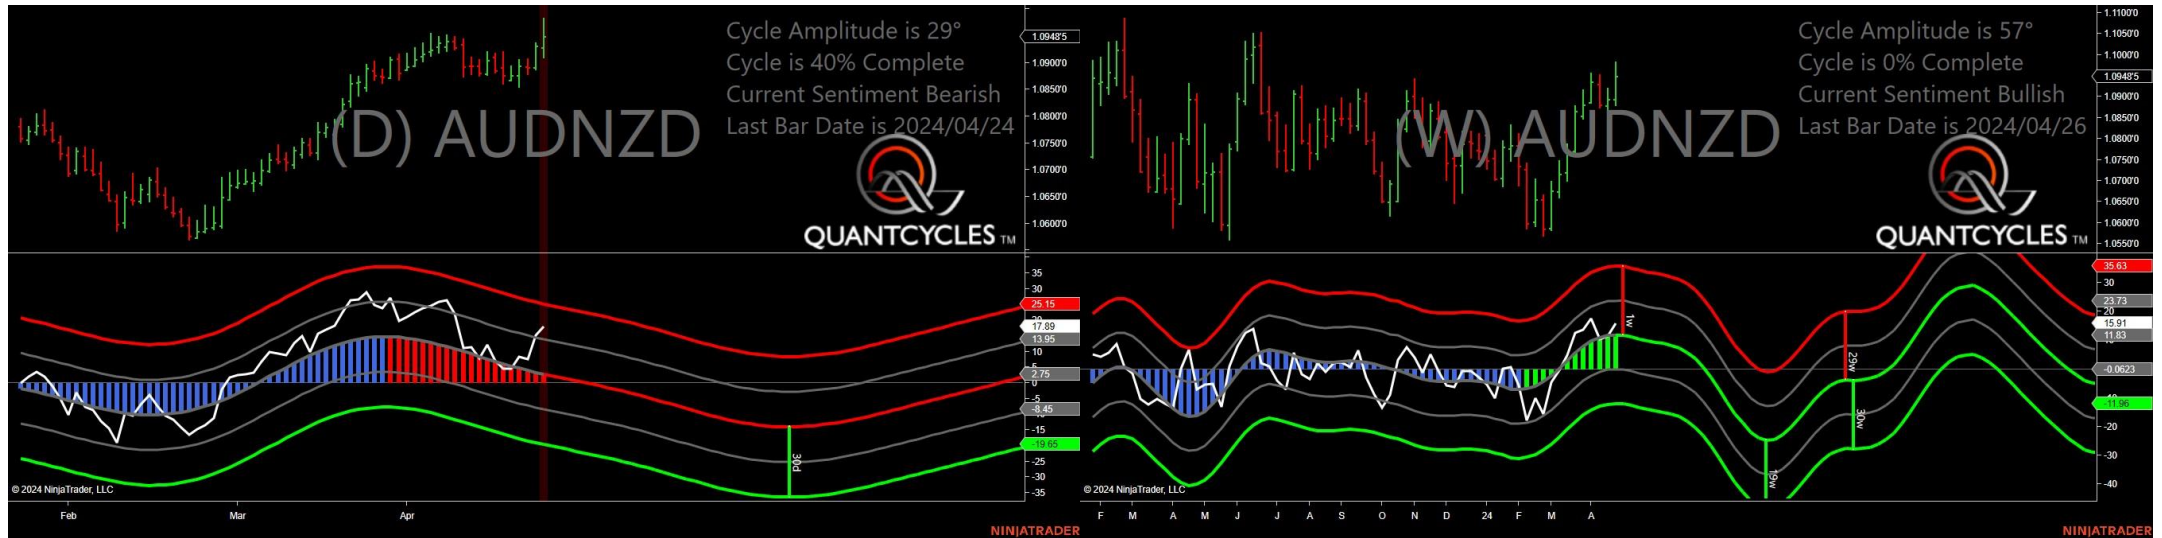 Cycle Amplitude is 29°
Cycle is 40% Complete
Current Sentiment Bearish
Last Bar Date is 2024/04/24
(D) AUDNZD
QUANTCYCLES TM
1.0948'5
1.0900'0
1.0850'0
1.0800'0
1.0750'0
1.0700'0
1.0650'0
1.0600'0
35
30
25.15
17.89
13.95
10
5
2.75
0
-5
-8.45
-15
-19.65
-25
-30
-35
30d
© 2024 NinjaTrader, LLC
Feb
Mar
Apr
NINJATRADER
Cycle Amplitude is 57°
Cycle is 0% Complete
Current Sentiment Bullish
Last Bar Date is 2024/04/26
(W) AUDNZD
QUANTCYCLES TM
1.1100'0
1.1050'0
1.1000'0
1.0948'5
1.0900'0
1.0850'0
1.0800'0
1.0750'0
1.0700'0
1.0650'0
1.0600'0
1.0550'0
35.63
30
23.73
20
15.91
11.83
-0.0623
-11.96
-20
-30
-40
1w
29w
30w
19w
© 2024 NinjaTrader, LLC
F
M
A
M
J
J
A
S
O
N
D
24
F
M
A
NINJATRADER